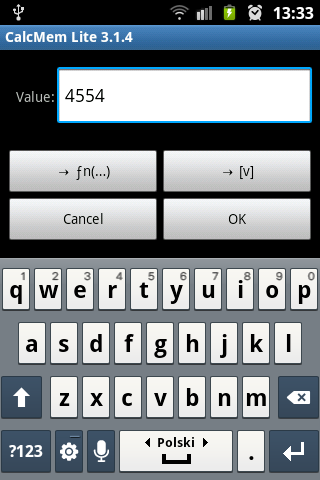 13:33
CalcMem Lite 3.1.4
Value: 4554
→ ƒn(...) → [v]
Cancel OK
1 2 3 4 5 6 7 8 9 0
q w e r t y u i o p
a s d f g h j k l
z x c v b n m
?123 Polski .